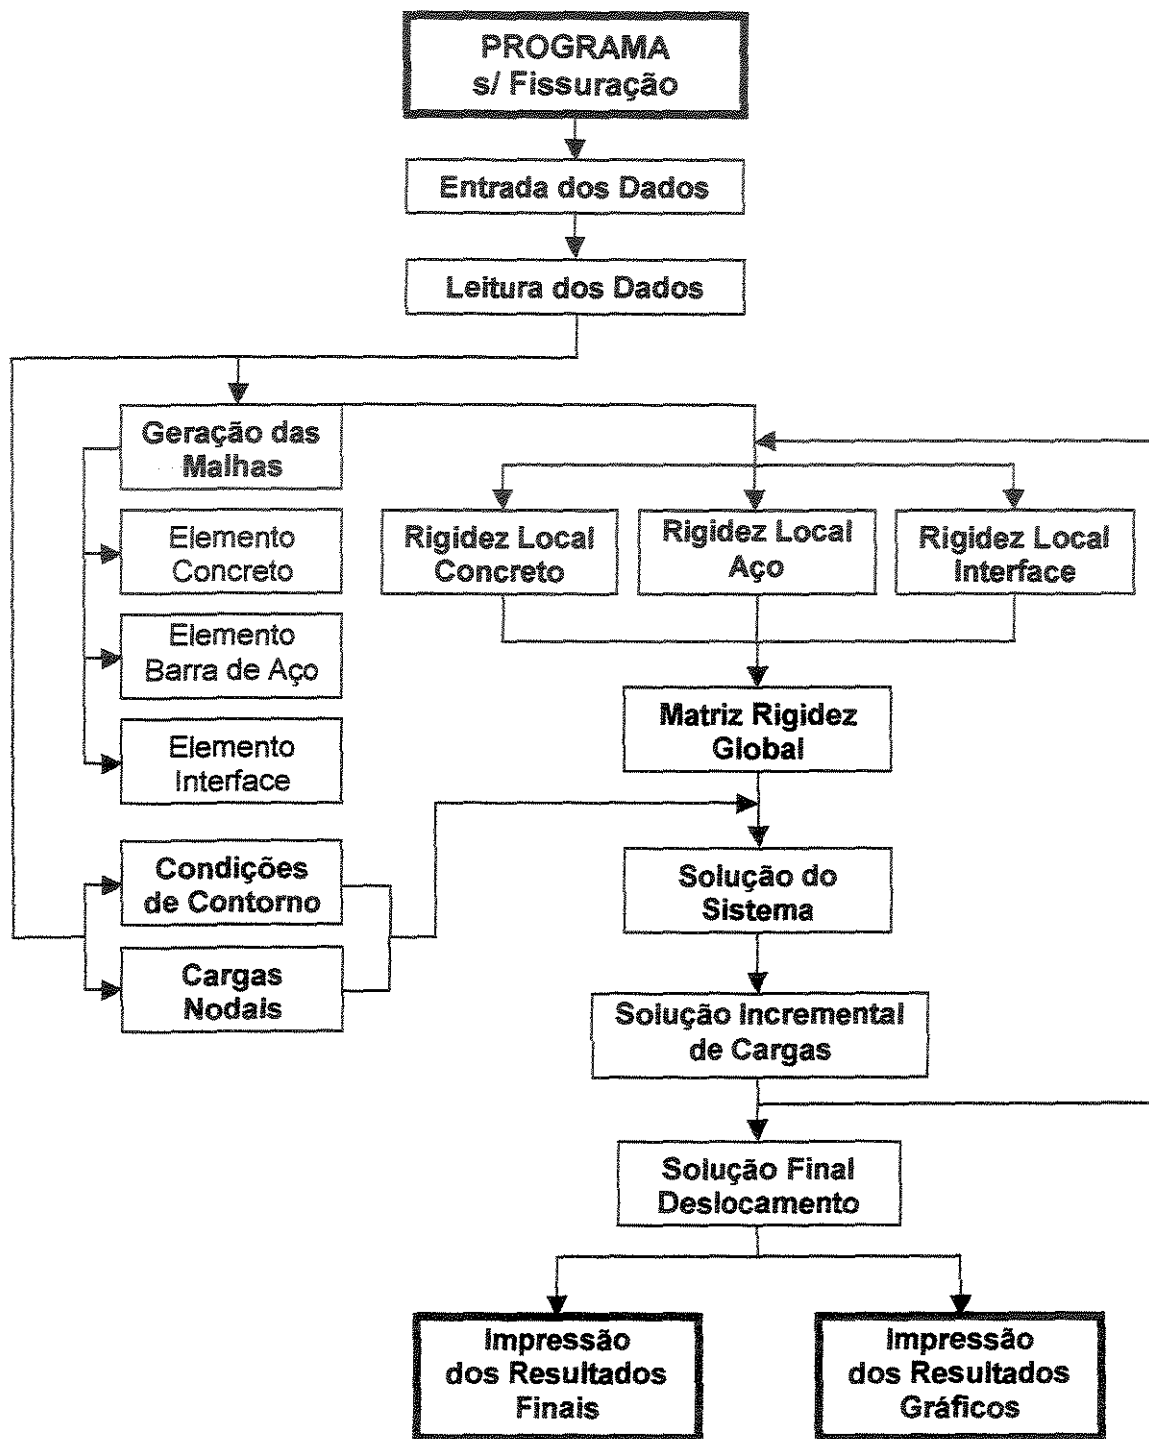 PROGRAMA
s/ Fissuração
Entrada dos Dados
Leitura dos Dados
Geração das
Malhas
Elemento
Concreto
Elemento
Barra de Aço
Elemento
Interface
Condições
de Contorno
Cargas
Nodais
Rigidez Local
Concreto
Rigidez Local
Aço
Rigidez Local
Interface
Matriz Rigidez
Global
Solução do
Sistema
Solução Incremental
de Cargas
Solução Final
Deslocamento
Impressão
dos Resultados
Finais
Impressão
dos Resultados
Gráficos